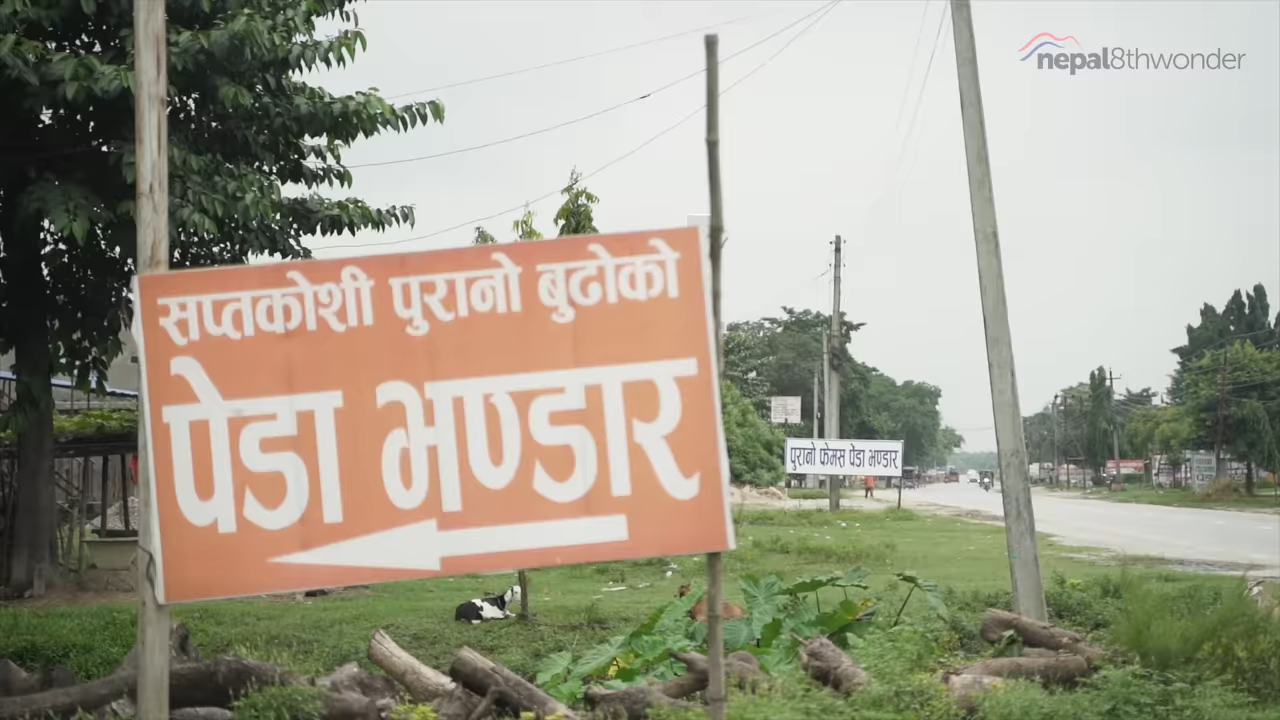 nepal8thwonder
सप्तकोशी पुरानो बुढोको
पेडा भण्डार
पुरानो फेमस पेडा भण्डार